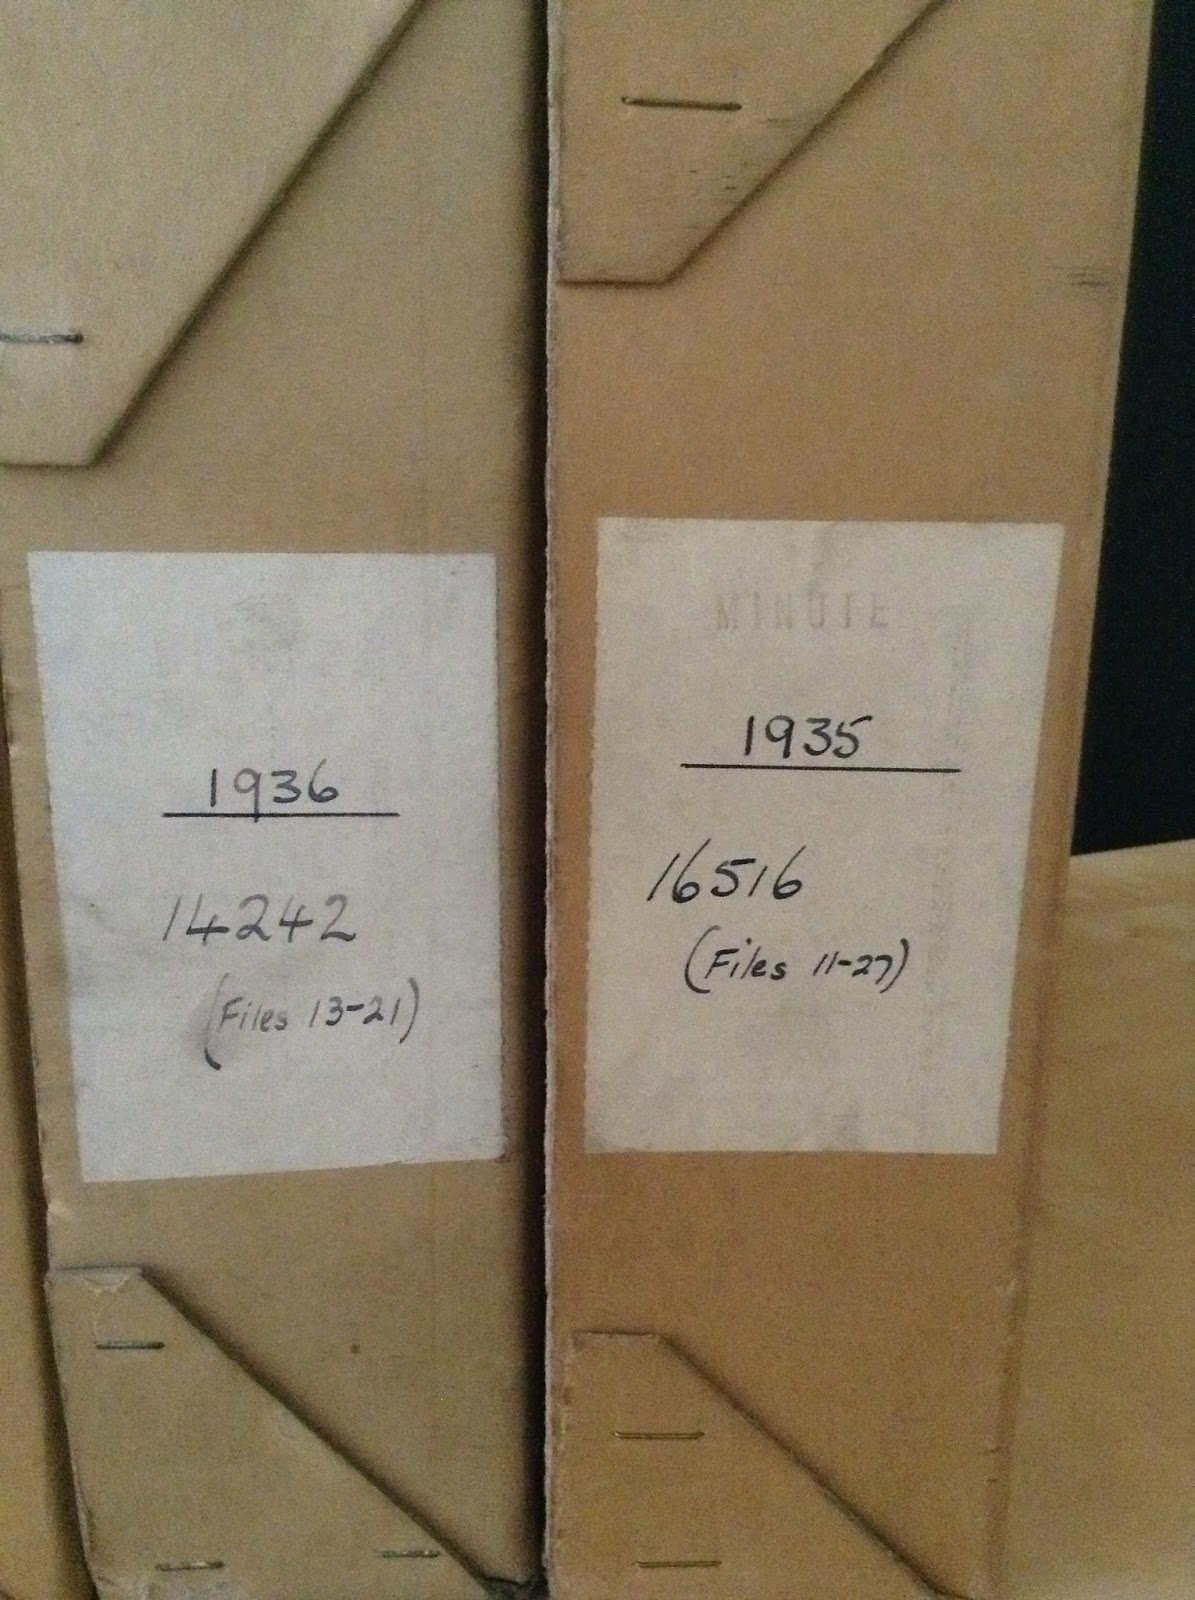 1936
14242
(Files 13-21)
MINUTE
1935
16516
(Files 11-27)